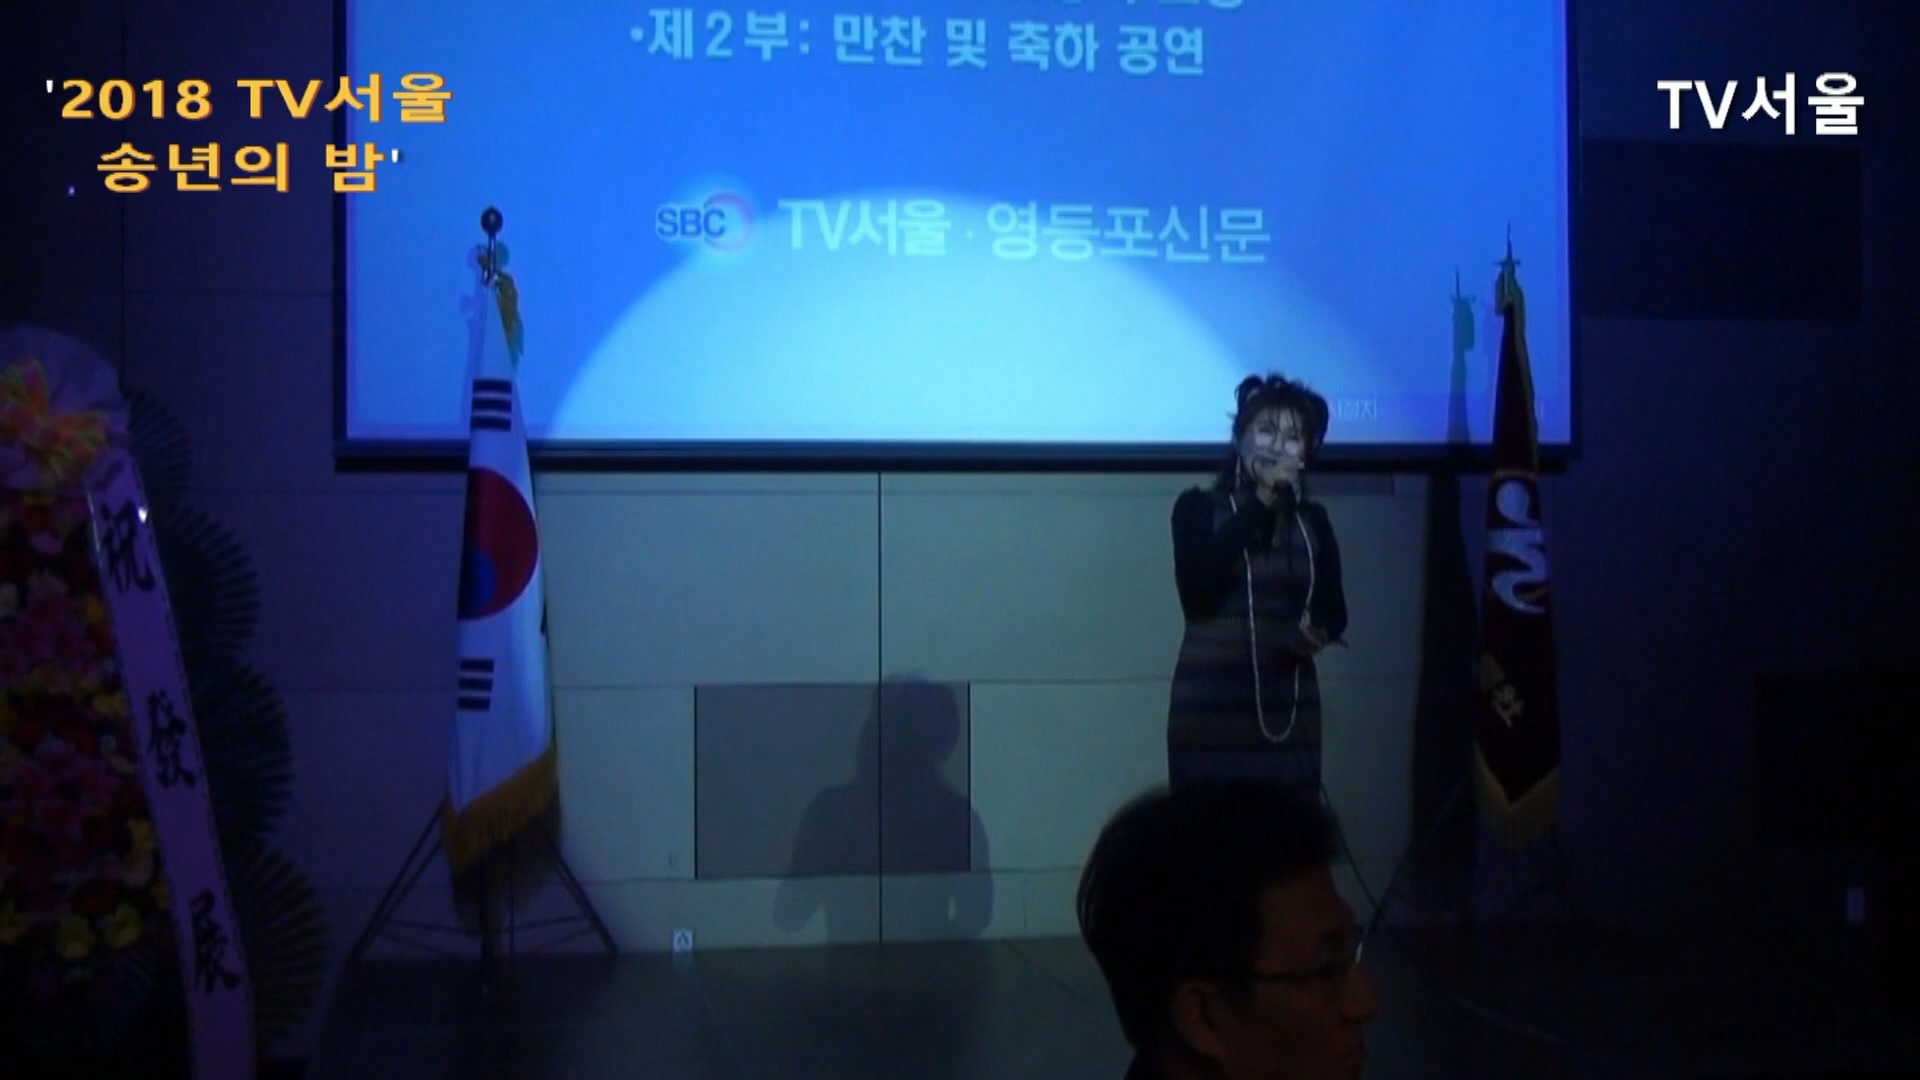 '2018 TV서울
송년의 밤'
TV서울
•제2부: 만찬 및 축하 공연
SBC TV서울 · 영등포신문
祝
發
展